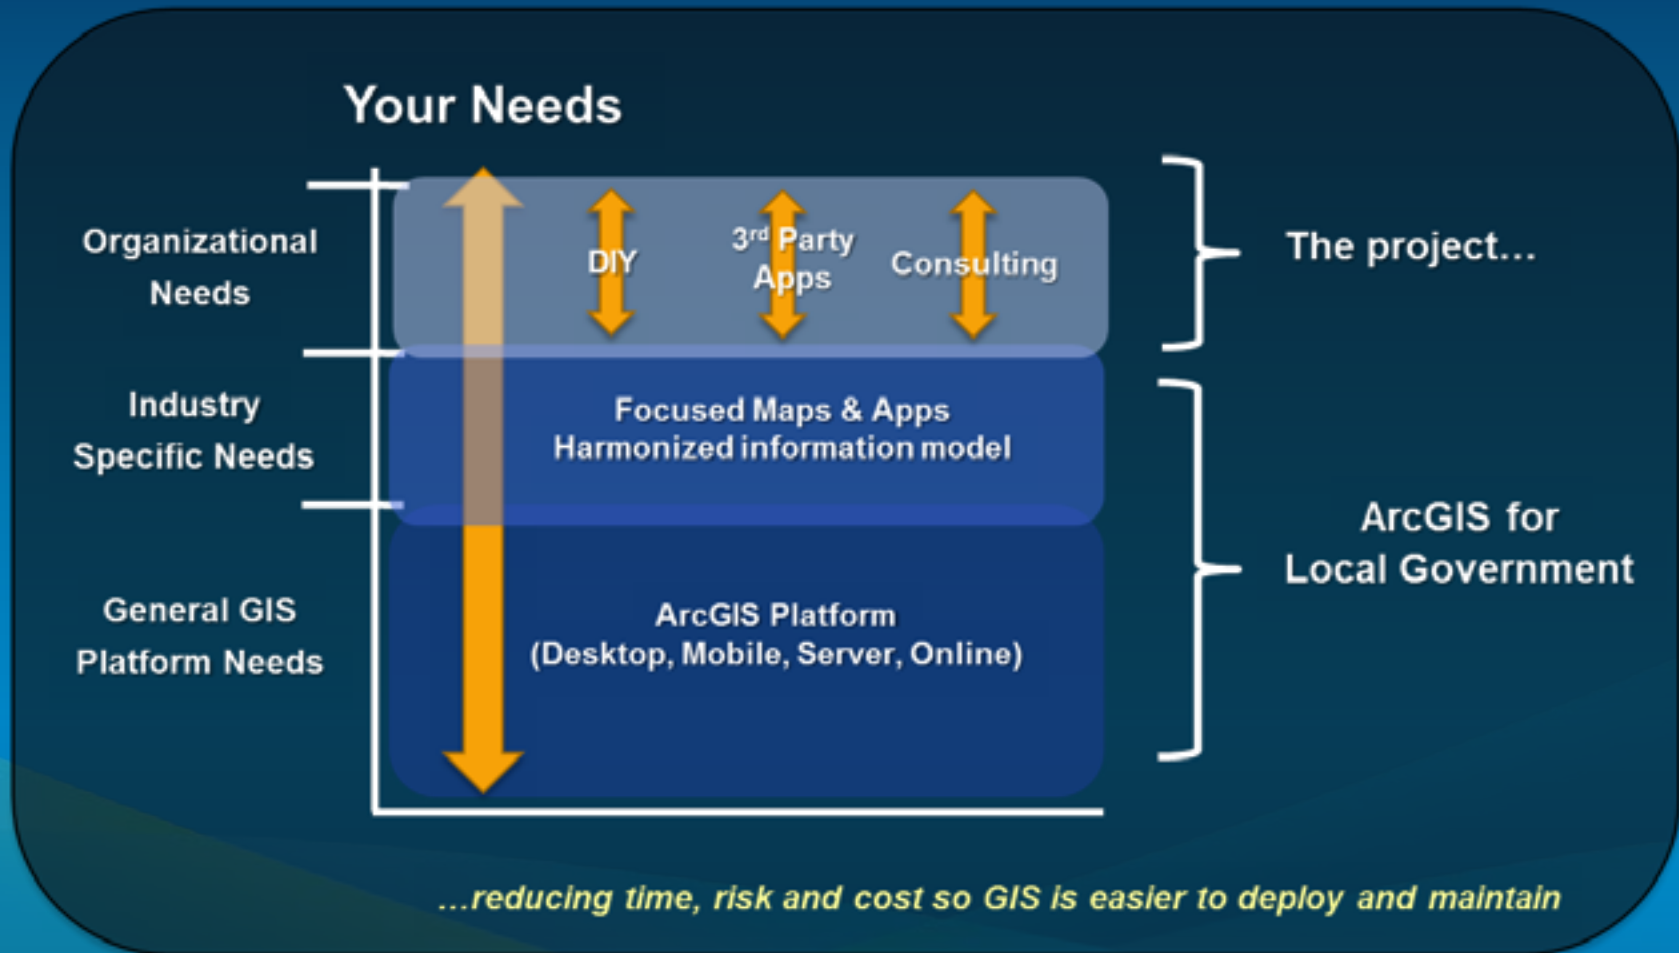 Your Needs
Organizational
Needs
DIY
3rd Party
Apps
Consulting
The project...
Industry
Specific Needs
Focused Maps & Apps
Harmonized information model
ArcGIS for
Local Government
General GIS
Platform Needs
ArcGIS Platform
(Desktop, Mobile, Server, Online)
...reducing time, risk and cost so GIS is easier to deploy and maintain